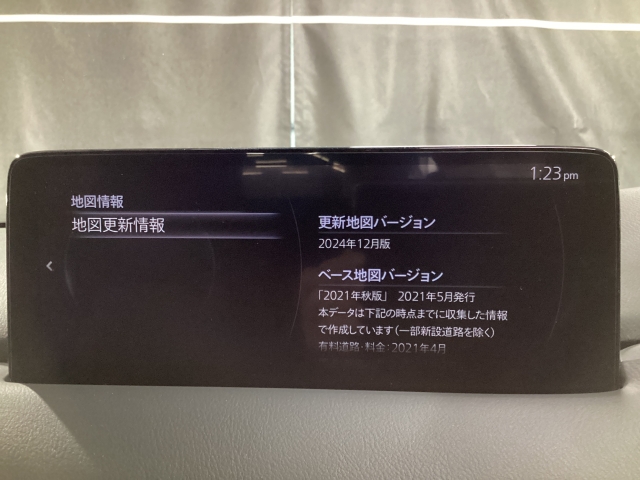 1:23pm
地図情報
地図更新情報
更新地図バージョン
2024年12月版
ベース地図バージョン
「2021年秋版」 2021年5月発行
本データは下記の時点までに収集した情報
で作成しています(一部新設道路を除く)
有料道路・料金:2021年4月